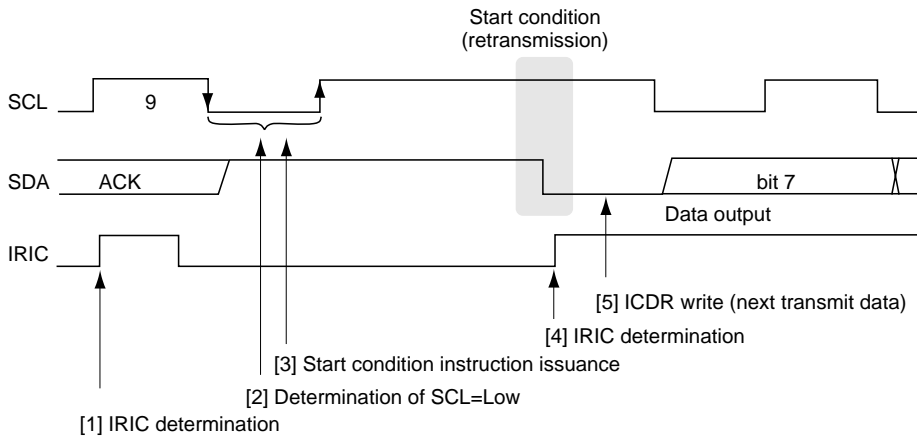 Start condition
(retransmission)
SCL
9
SDA
ACK
bit 7
Data output
IRIC
[5] ICDR write (next transmit data)
[4] IRIC determination
[3] Start condition instruction issuance
[2] Determination of SCL=Low
[1] IRIC determination